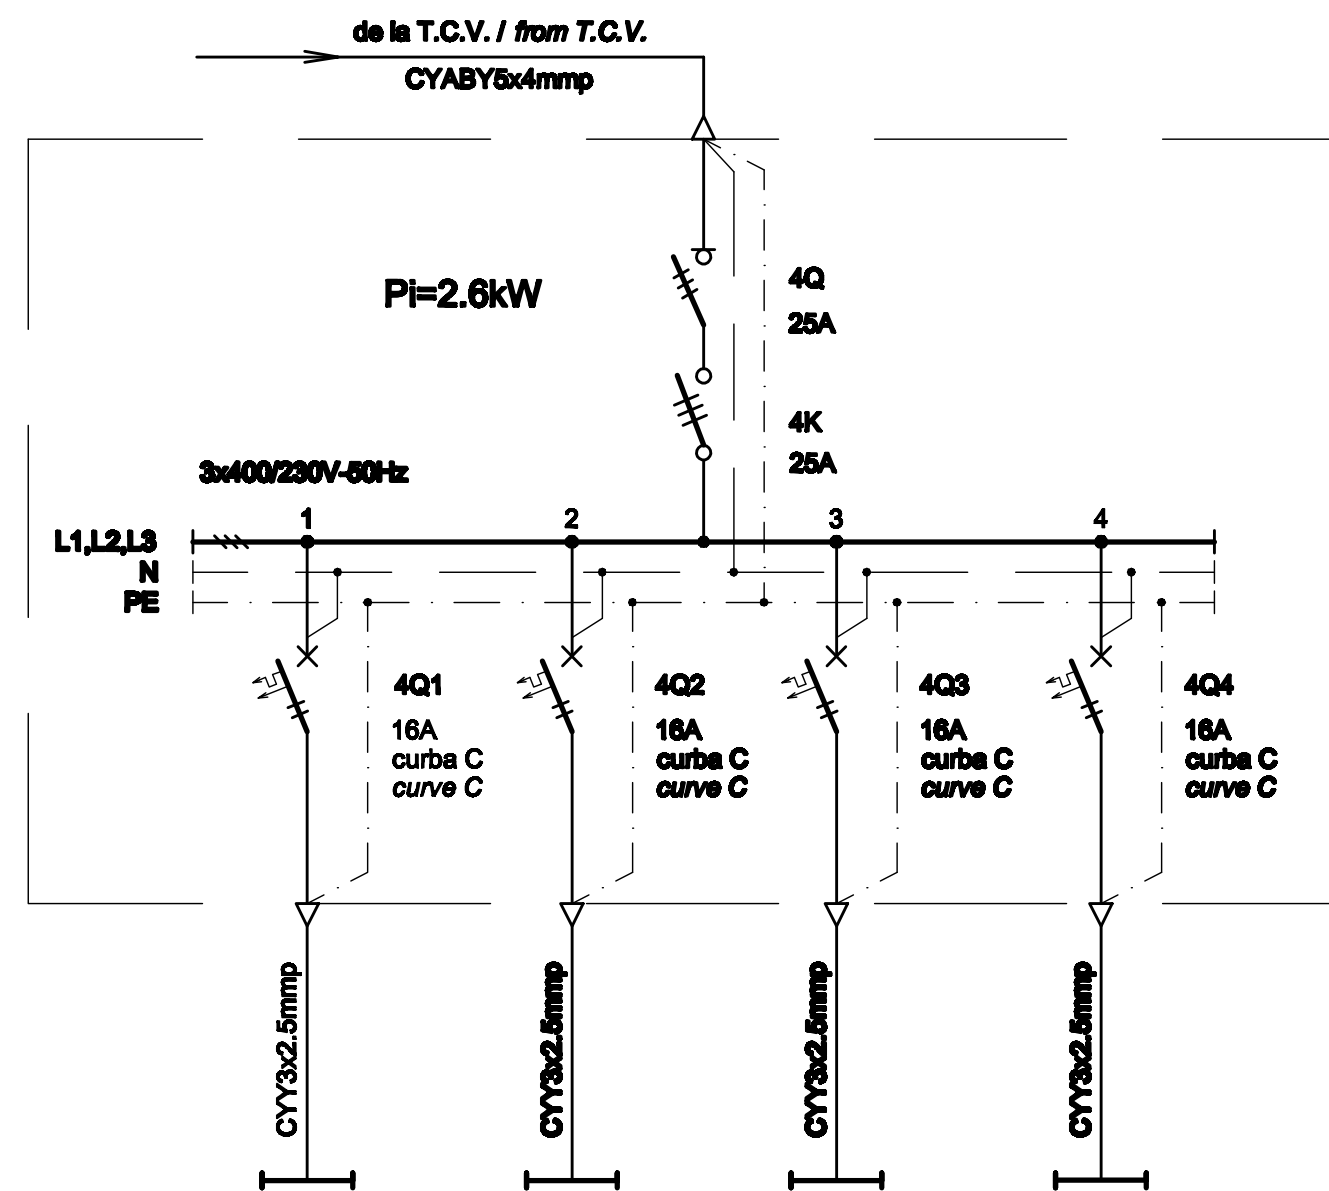 de la T.C.V. / from T.C.V.
CYABY5x4mmp
Pi=2.6kW
4Q
25A
4K
25A
3x400/230V-50Hz
1 2 3 4
L1,L2,L3
N
PE
4Q1
16A
curba C
curve C
4Q2
16A
curba C
curve C
4Q3
16A
curba C
curve C
4Q4
16A
curba C
curve C
CYY3x2.5mmp
CYY3x2.5mmp
CYY3x2.5mmp
CYY3x2.5mmp